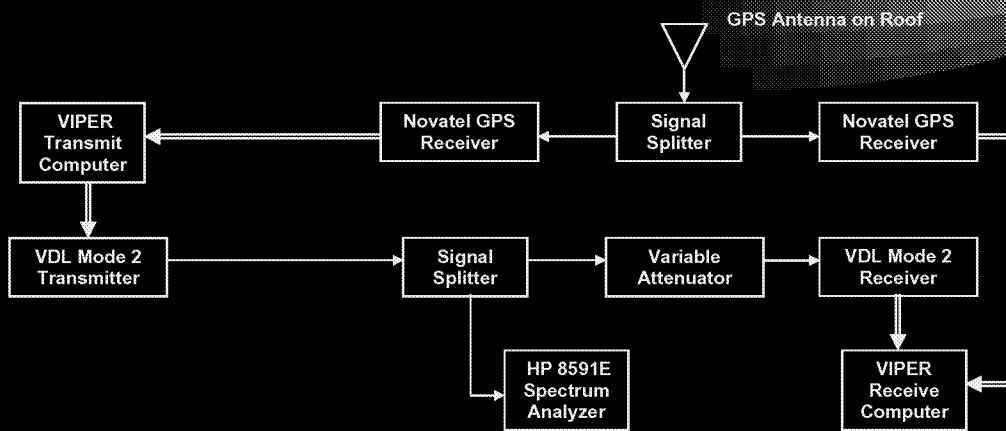 GPS Antenna on Roof
VIPER
Transmit
Computer
Novatel GPS
Receiver
Signal
Splitter
Novatel GPS
Receiver
VDL Mode 2
Transmitter
Signal
Splitter
Variable
Attenuator
VDL Mode 2
Receiver
HP 8591E
Spectrum
Analyzer
VIPER
Receive
Computer